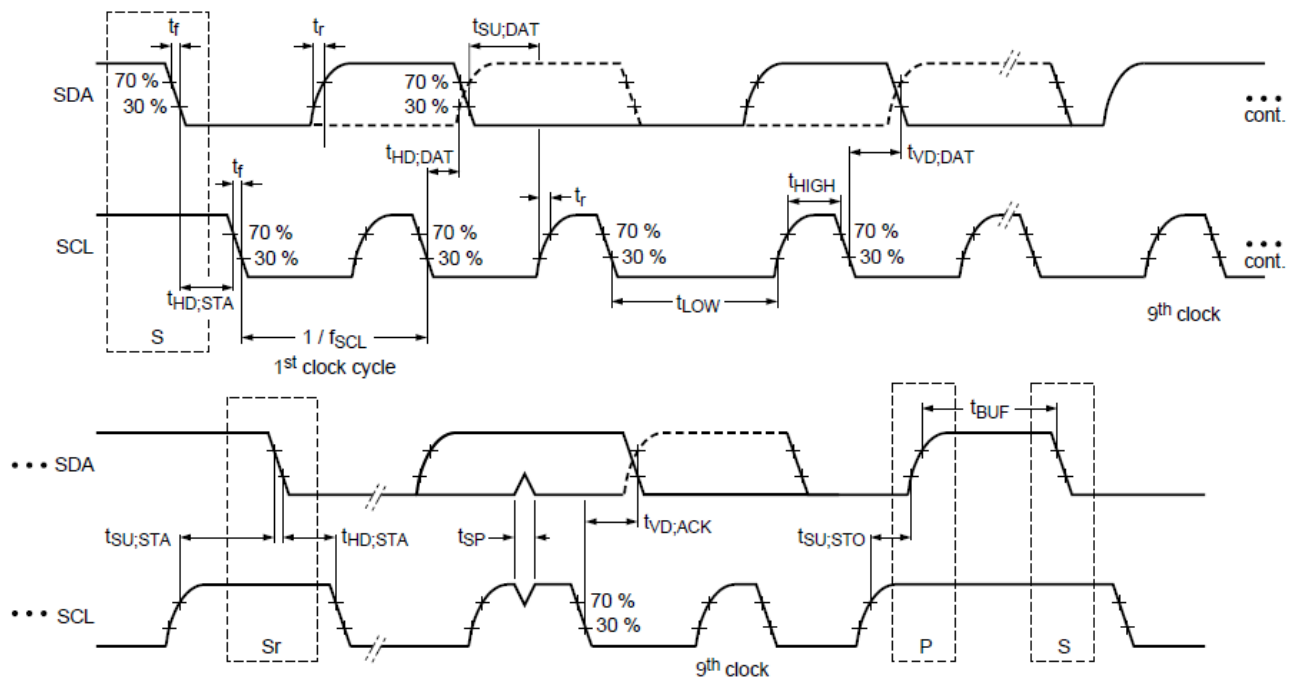 tf tr tSU;DAT
70 % 70 %
SDA
30 % 30 %
••• cont.
tHD;DAT tVD;DAT
tf tr tHIGH
70 % 70 % 70 % 70 %
SCL
30 % 30 % 30 % 30 %
••• cont.
tHD;STA tLOW
S 1 / fSCL 9th clock
1st clock cycle
tBUF
••• SDA
tSU;STA tHD;STA tSP tVD;ACK tSU;STO
••• SCL 70 %
30 %
Sr 9th clock P S